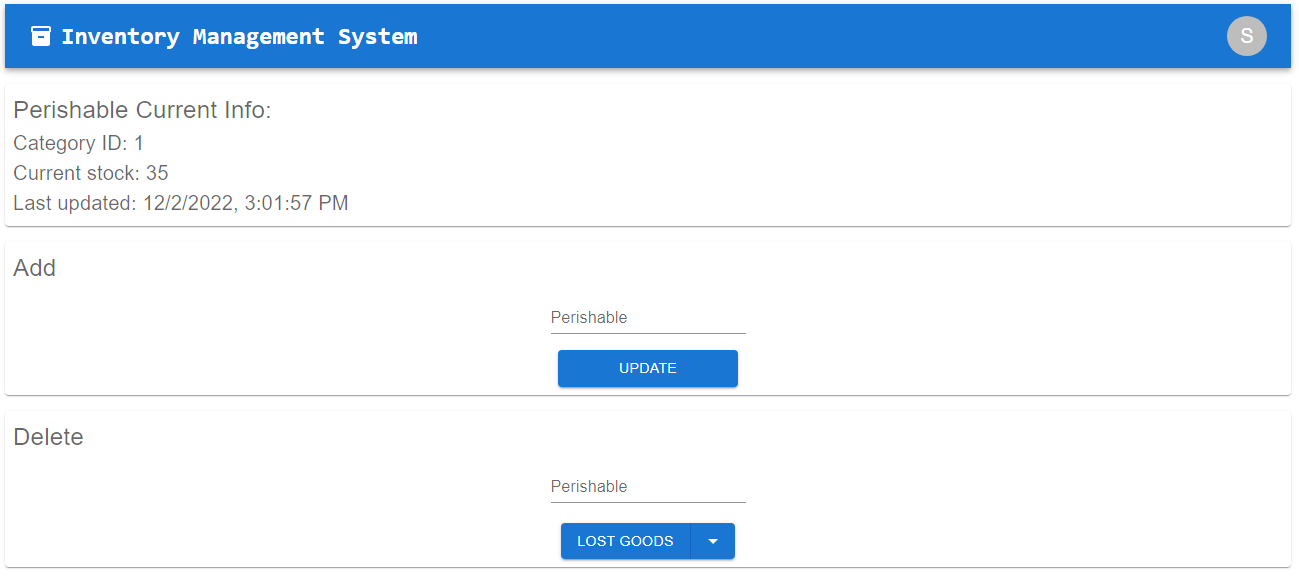 Inventory Management System
S
Perishable Current Info:
Category ID: 1
Current stock: 35
Last updated: 12/2/2022, 3:01:57 PM
Add
Perishable
UPDATE
Delete
Perishable
LOST GOODS